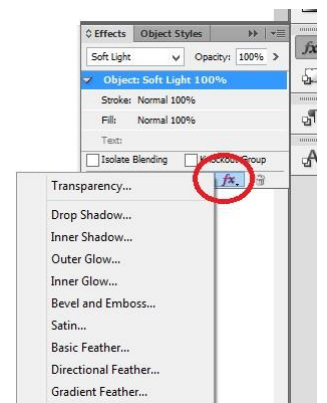 Effects Object Styles
Soft Light Opacity: 100%
Object: Soft Light 100%
Stroke: Normal 100%
Fill: Normal 100%
Text:
Isolate Blending Knockout Group
fx.
Transparency...
Drop Shadow...
Inner Shadow...
Outer Glow...
Inner Glow...
Bevel and Emboss...
Satin...
Basic Feather...
Directional Feather...
Gradient Feather...
fx
A